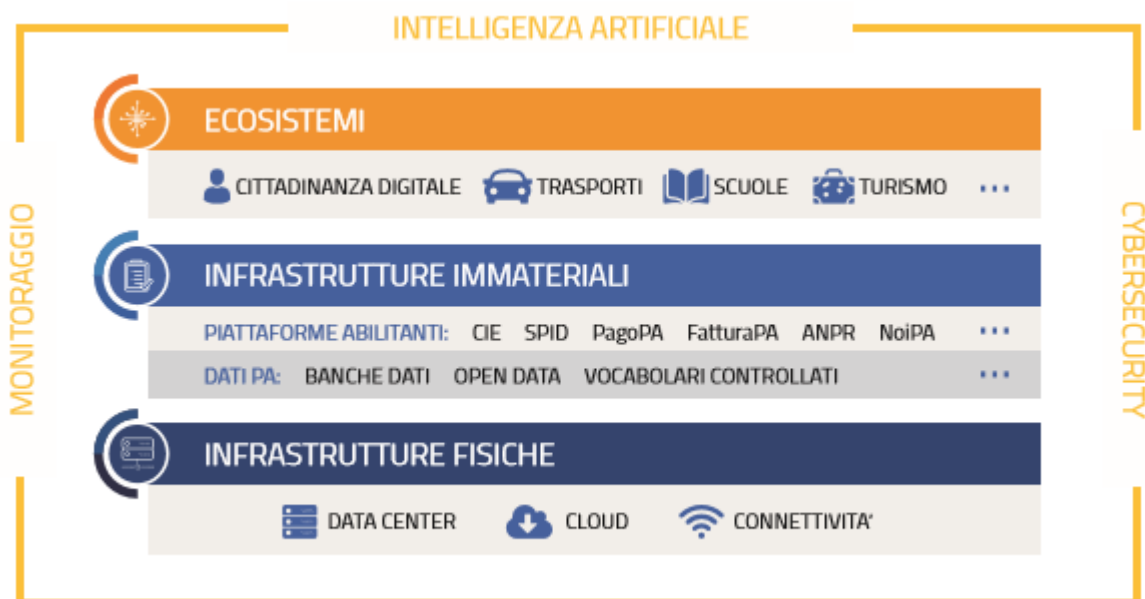 INTELLIGENZA ARTIFICIALE
MONITORAGGIO
CYBERSECURITY
ECOSISTEMI
CITTADINANZA DIGITALE TRASPORTI SCUOLE TURISMO ...
INFRASTRUTTURE IMMATERIALI
PIATTAFORME ABILITANTI: CIE SPID PagoPA FatturaPA ANPR NoiPA ...
DATI PA: BANCHE DATI OPEN DATA VOCABOLARI CONTROLLATI ...
INFRASTRUTTURE FISICHE
DATA CENTER CLOUD CONNETTIVITA'